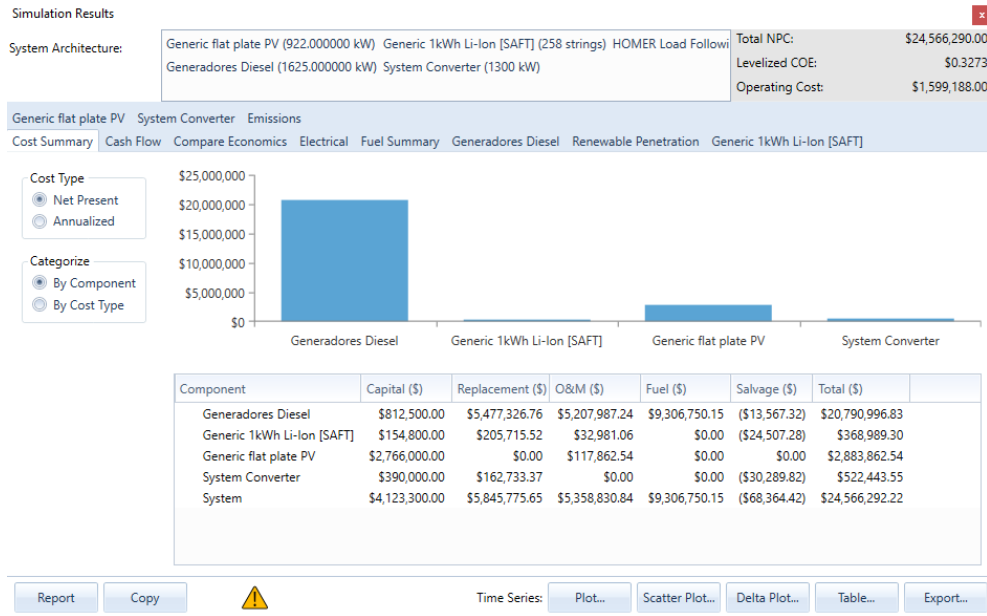 Simulation Results
x
System Architecture:
Generic flat plate PV (922.000000 kW) Generic 1kWh Li-Ion [SAFT] (258 strings) HOMER Load Followi
Generadores Diesel (1625.000000 kW) System Converter (1300 kW)
Total NPC: $24,566,290.00
Levelized COE: $0.3273
Operating Cost: $1,599,188.00
Generic flat plate PV System Converter Emissions
Cost Summary Cash Flow Compare Economics Electrical Fuel Summary Generadores Diesel Renewable Penetration Generic 1kWh Li-Ion [SAFT]
Cost Type
Net Present
Annualized
Categorize
By Component
By Cost Type
$25,000,000
$20,000,000
$15,000,000
$10,000,000
$5,000,000
$0
Generadores Diesel Generic 1kWh Li-Ion [SAFT] Generic flat plate PV System Converter
Component Capital ($) Replacement ($) O&M ($) Fuel ($) Salvage ($) Total ($)
Generadores Diesel $812,500.00 $5,477,326.76 $5,207,987.24 $9,306,750.15 ($13,567.32) $20,790,996.83
Generic 1kWh Li-Ion [SAFT] $154,800.00 $205,715.52 $32,981.06 $0.00 ($24,507.28) $368,989.30
Generic flat plate PV $2,766,000.00 $0.00 $117,862.54 $0.00 $0.00 $2,883,862.54
System Converter $390,000.00 $162,733.37 $0.00 $0.00 ($30,289.82) $522,443.55
System $4,123,300.00 $5,845,775.65 $5,358,830.84 $9,306,750.15 ($68,364.42) $24,566,292.22
Report Copy Time Series: Plot... Scatter Plot... Delta Plot... Table... Export...